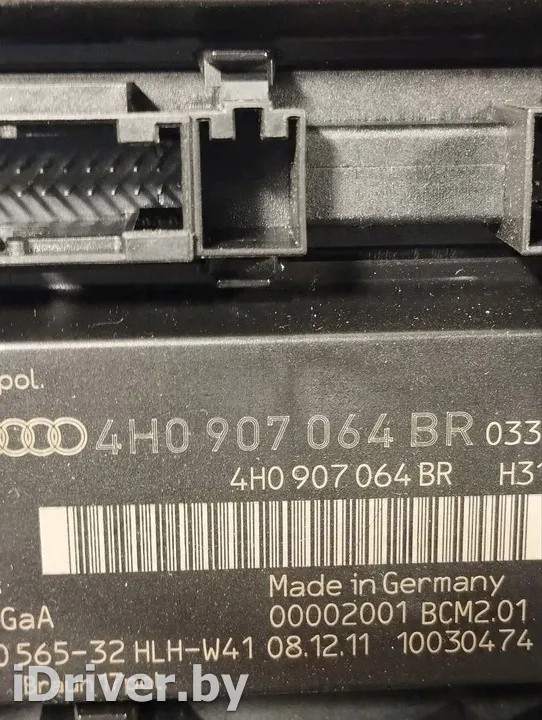 pol.
4H0 907 064 BR 033
4H0 907 064 BR H31
Made in Germany
GaA 00002001 BCM2.01
0 565-32 HLH-W41 08.12.11 10030474
iDriver.by